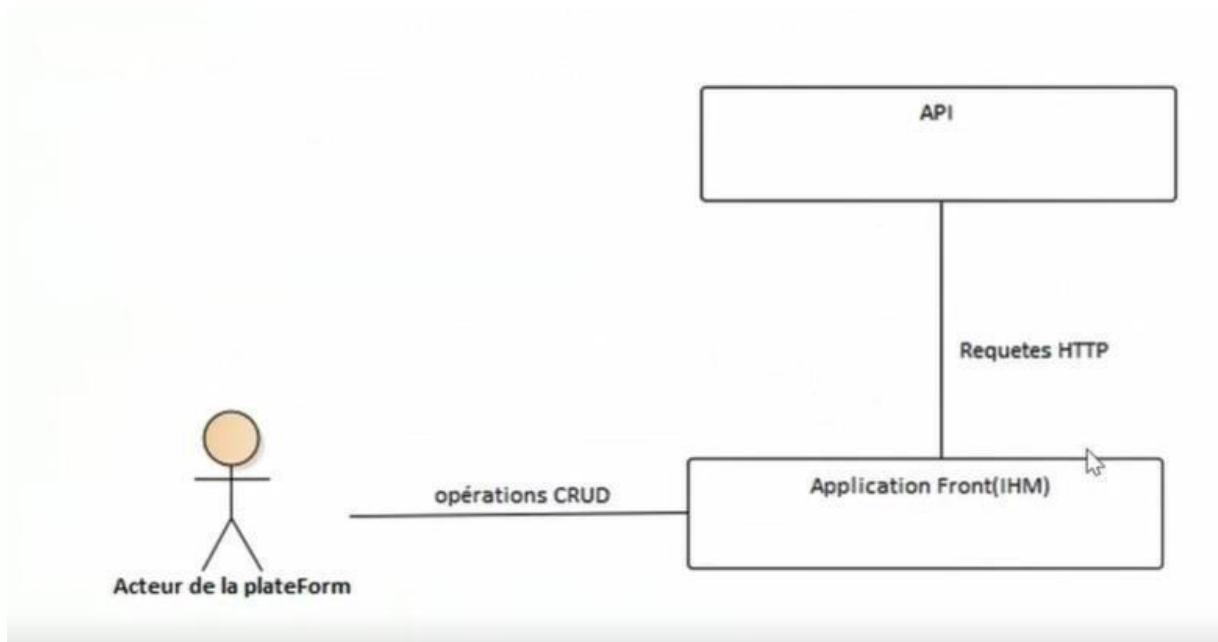 API
Requetes HTTP
Application Front(IHM)
opérations CRUD
Acteur de la plateForm